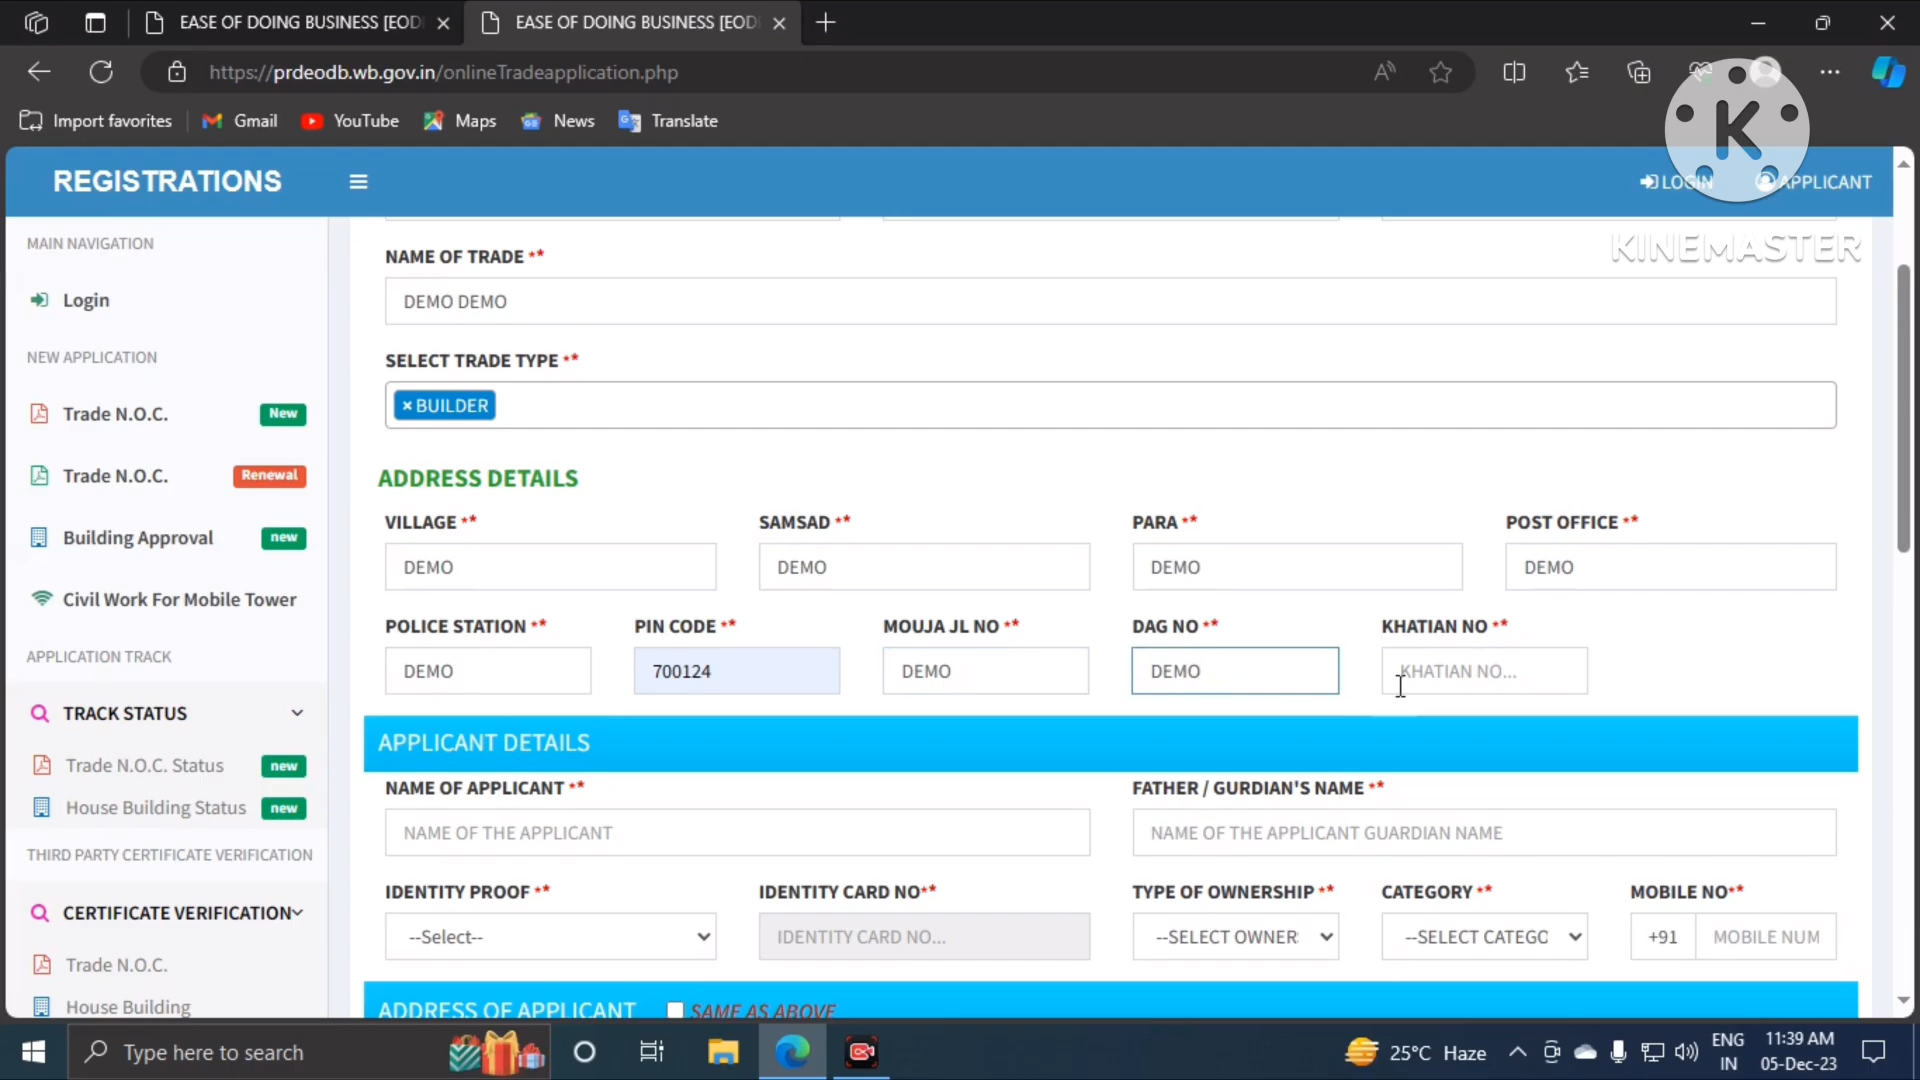 EASE OF DOING BUSINESS [EOD
EASE OF DOING BUSINESS [EOD
https://prdeodb.wb.gov.in/onlineTradeapplication.php
Import favorites
Gmail
YouTube
Maps
News
Translate
K
KINEMASTER
REGISTRATIONS
LOGIN
APPLICANT
MAIN NAVIGATION
Login
NEW APPLICATION
Trade N.O.C. New
Trade N.O.C. Renewal
Building Approval new
Civil Work For Mobile Tower
APPLICATION TRACK
TRACK STATUS
Trade N.O.C. Status new
House Building Status new
THIRD PARTY CERTIFICATE VERIFICATION
CERTIFICATE VERIFICATION
Trade N.O.C.
House Building
NAME OF TRADE **
DEMO DEMO
SELECT TRADE TYPE **
× BUILDER
ADDRESS DETAILS
VILLAGE ** SAMSAD ** PARA ** POST OFFICE **
DEMO DEMO DEMO DEMO
POLICE STATION ** PIN CODE ** MOUJA JL NO ** DAG NO ** KHATIAN NO **
DEMO 700124 DEMO DEMO KHATIAN NO...
APPLICANT DETAILS
NAME OF APPLICANT ** FATHER / GURDIAN'S NAME **
NAME OF THE APPLICANT NAME OF THE APPLICANT GUARDIAN NAME
IDENTITY PROOF ** IDENTITY CARD NO** TYPE OF OWNERSHIP ** CATEGORY ** MOBILE NO**
--Select-- IDENTITY CARD NO... --SELECT OWNER --SELECT CATEGO +91 MOBILE NUM
ADDRESS OF APPLICANT SAME AS ABOVE
Type here to search
25°C Haze
ENG
IN
11:39 AM
05-Dec-23